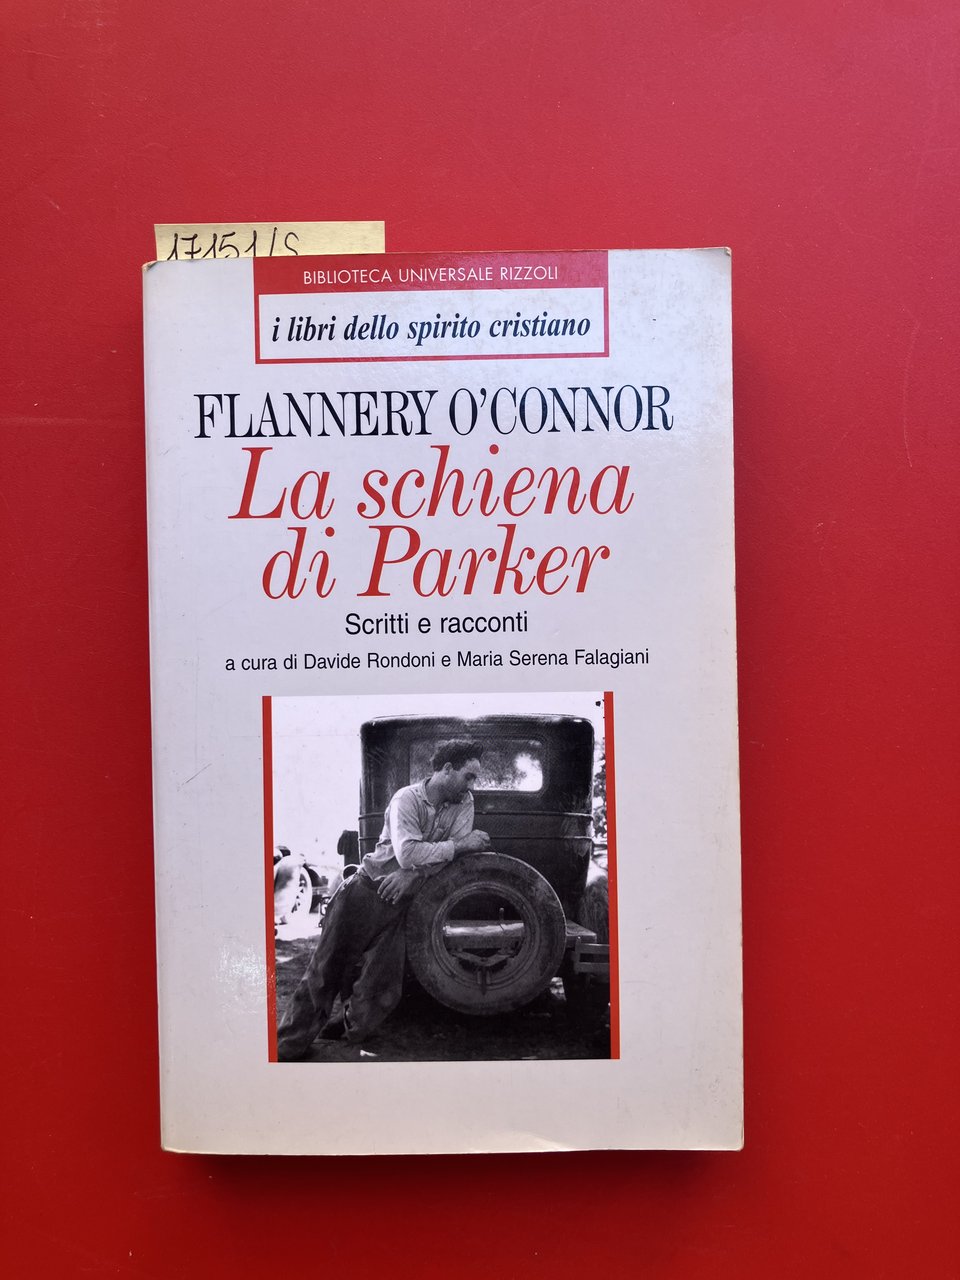 17151/S
BIBLIOTECA UNIVERSALE RIZZOLI
i libri dello spirito cristiano
FLANNERY O'CONNOR
La schiena
di Parker
Scritti e racconti
a cura di Davide Rondoni e Maria Serena Falagiani